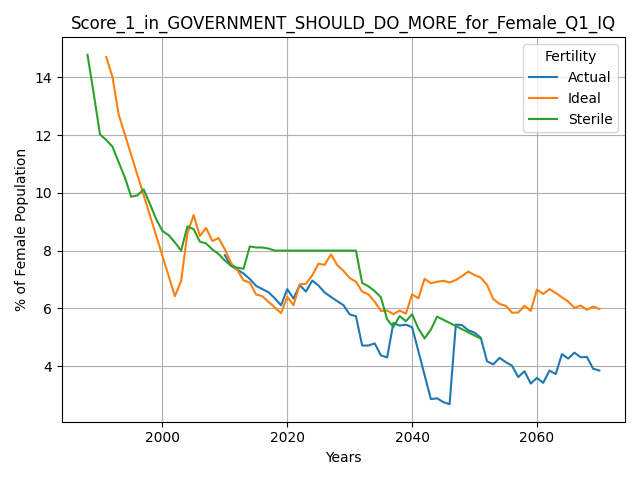 Score_1_in_GOVERNMENT_SHOULD_DO_MORE_for_Female_Q1_IQ
Fertility
Actual
Ideal
Sterile
% of Female Population
14
12
10
8
6
4
2000
2020
2040
2060
Years